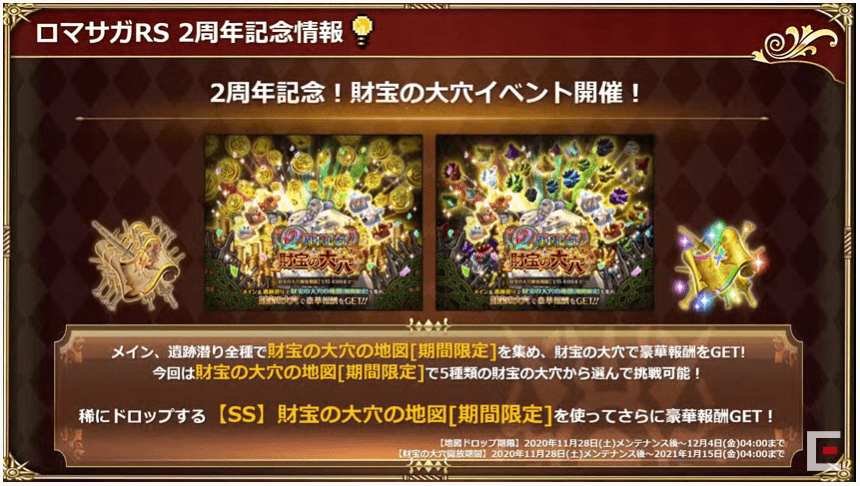 ロマサガRS 2周年記念情報
2周年記念！財宝の大穴イベント開催！
2周年記念
財宝の大穴
2周年記念
財宝の大穴
メイン、遺跡潜り全種で財宝の大穴の地図[期間限定]を集め、財宝の大穴で豪華報酬をGET!
今回は財宝の大穴の地図[期間限定]で5種類の財宝の大穴から選んで挑戦可能！
稀にドロップする【SS】財宝の大穴の地図[期間限定]を使ってさらに豪華報酬GET！
【地図ドロップ期限】2020年11月28日(土)メンテナンス後～12月4日(金)04:00まで
【財宝の大穴開放期間】2020年11月28日(土)メンテナンス後～2021年1月15日(金)04:00まで